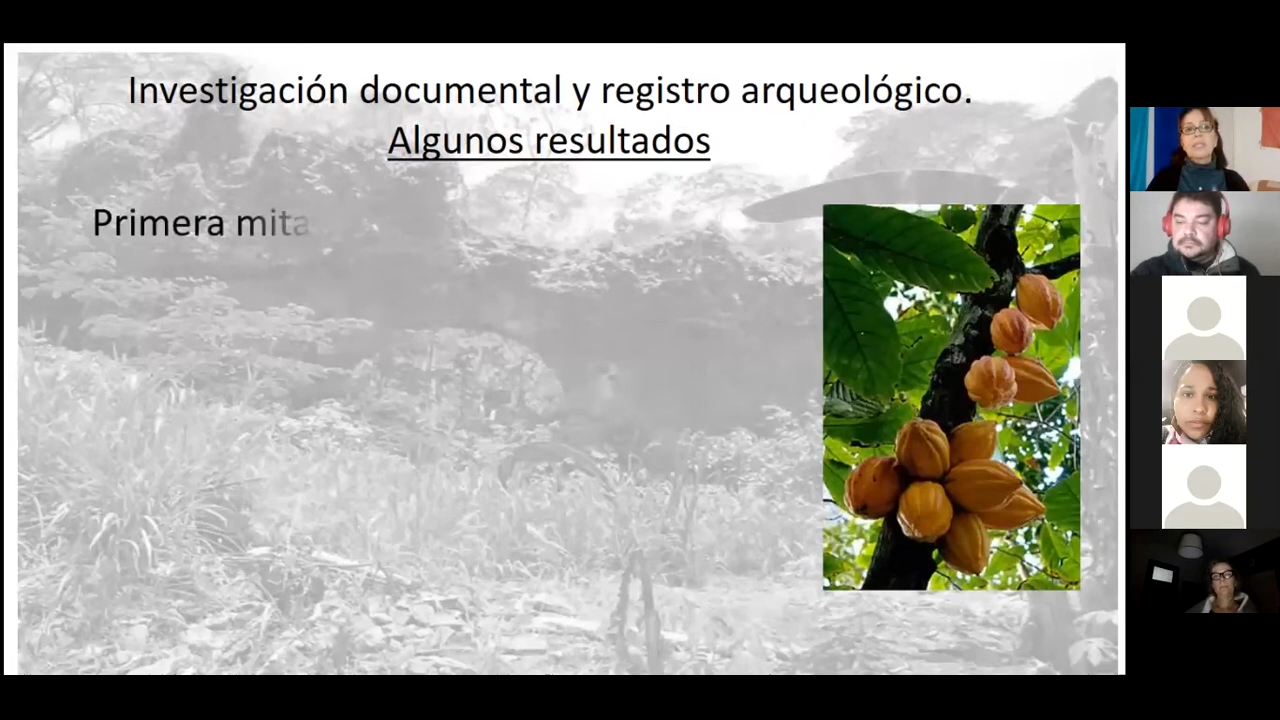 Investigación documental y registro arqueológico.
Algunos resultados
Primera mita